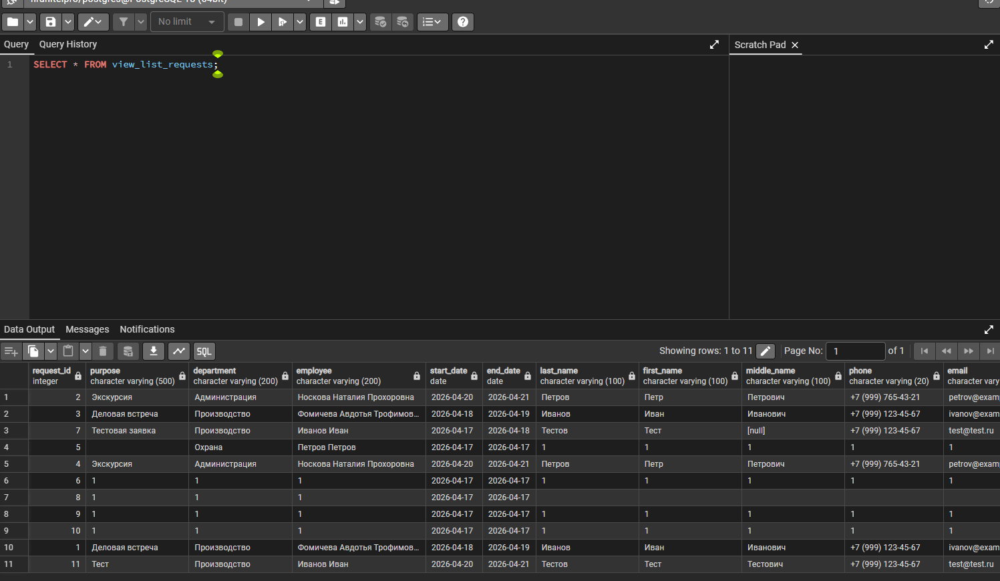 No limit
Query Query History
Scratch Pad
1 SELECT * FROM view_list_requests;
Data Output Messages Notifications
SQL Showing rows: 1 to 11 Page No: 1 of 1
request_id purpose department employee start_date end_date last_name first_name middle_name phone email
integer character varying (500) character varying (200) character varying (200) date date character varying (100) character varying (100) character varying (100) character varying (20) character vary
1 2 Экскурсия Администрация Носкова Наталия Прохоровна 2026-04-20 2026-04-21 Петров Петр Петрович +7 (999) 765-43-21 petrov@exam
2 3 Деловая встреча Производство Фомичева Авдотья Трофимов... 2026-04-18 2026-04-19 Иванов Иван Иванович +7 (999) 123-45-67 ivanov@exam
3 7 Тестовая заявка Производство Иванов Иван 2026-04-17 2026-04-18 Тестов Тест [null] +7 (999) 123-45-67 test@test.ru
4 5 Охрана Петров Петров 2026-04-17 2026-04-17 1 1 1 1 1
5 4 Экскурсия Администрация Носкова Наталия Прохоровна 2026-04-20 2026-04-21 Петров Петр Петрович +7 (999) 765-43-21 petrov@exam
6 6 1 1 1 2026-04-17 2026-04-17 1 1 1 1 1
7 8 1 1 1 2026-04-17 2026-04-17
8 9 1 1 1 2026-04-17 2026-04-17 1 1 1 1 1
9 10 1 1 1 2026-04-17 2026-04-17 1 1 1 1 1
10 1 Деловая встреча Производство Фомичева Авдотья Трофимов... 2026-04-18 2026-04-19 Иванов Иван Иванович +7 (999) 123-45-67 ivanov@exam
11 11 Тест Производство Иванов Иван 2026-04-20 2026-04-21 Тестов Тест Тестович +7 (999) 123-45-67 test@test.ru